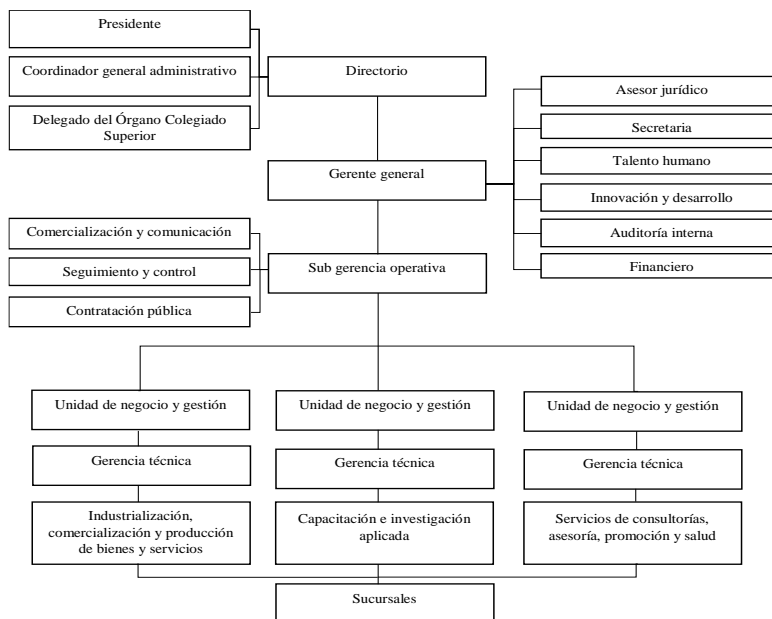 Presidente
Coordinador general administrativo
Delegado del Órgano Colegiado
Superior
Directorio
Asesor jurídico
Secretaria
Talento humano
Innovación y desarrollo
Auditoría interna
Financiero
Gerente general
Comercialización y comunicación
Seguimiento y control
Contratación pública
Sub gerencia operativa
Unidad de negocio y gestión
Unidad de negocio y gestión
Unidad de negocio y gestión
Gerencia técnica
Gerencia técnica
Gerencia técnica
Industrialización,
comercialización y producción
de bienes y servicios
Capacitación e investigación
aplicada
Servicios de consultorías,
asesoría, promoción y salud
Sucursales